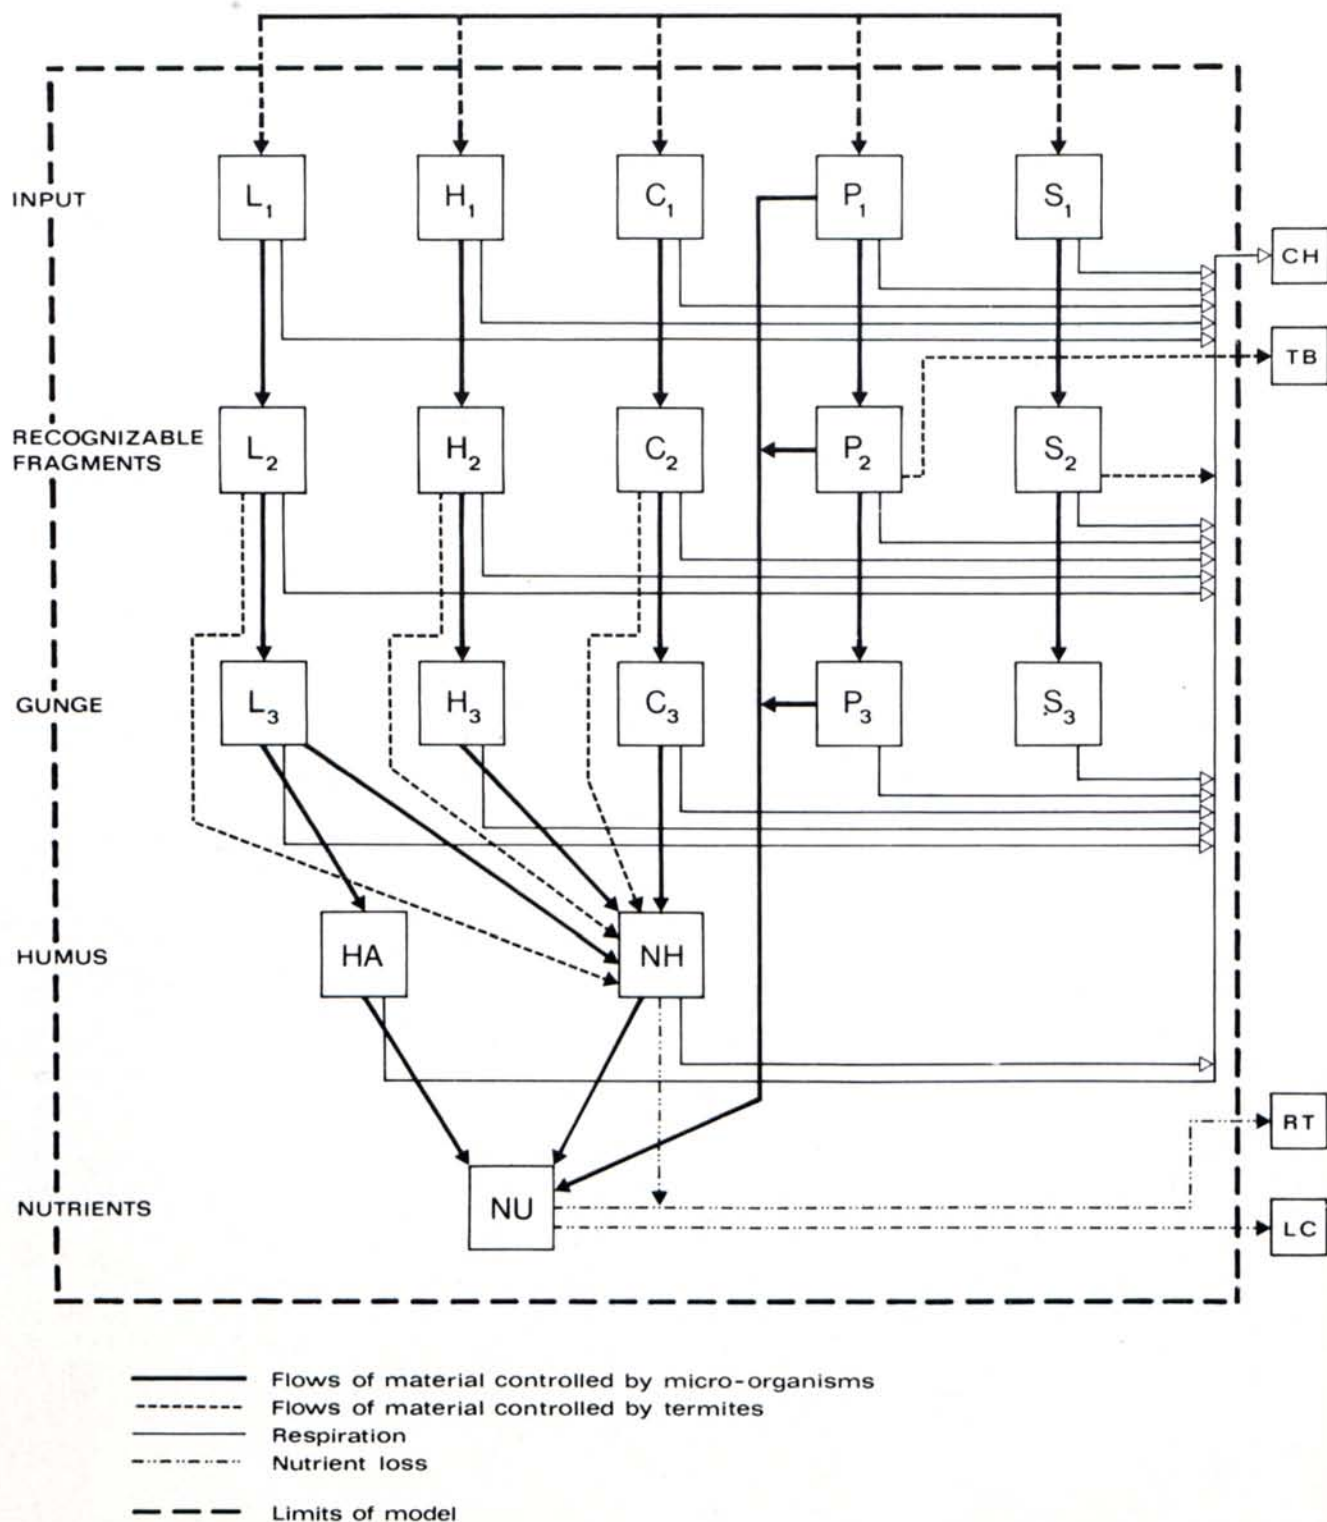 INPUT
L1
H1
C1
P1
S1
CH
TB
RECOGNIZABLE
FRAGMENTS
L2
H2
C2
P2
S2
GUNGE
L3
H3
C3
P3
S3
HUMUS
HA
NH
RT
NUTRIENTS
NU
LC
Flows of material controlled by micro-organisms
Flows of material controlled by termites
Respiration
Nutrient loss
Limits of model